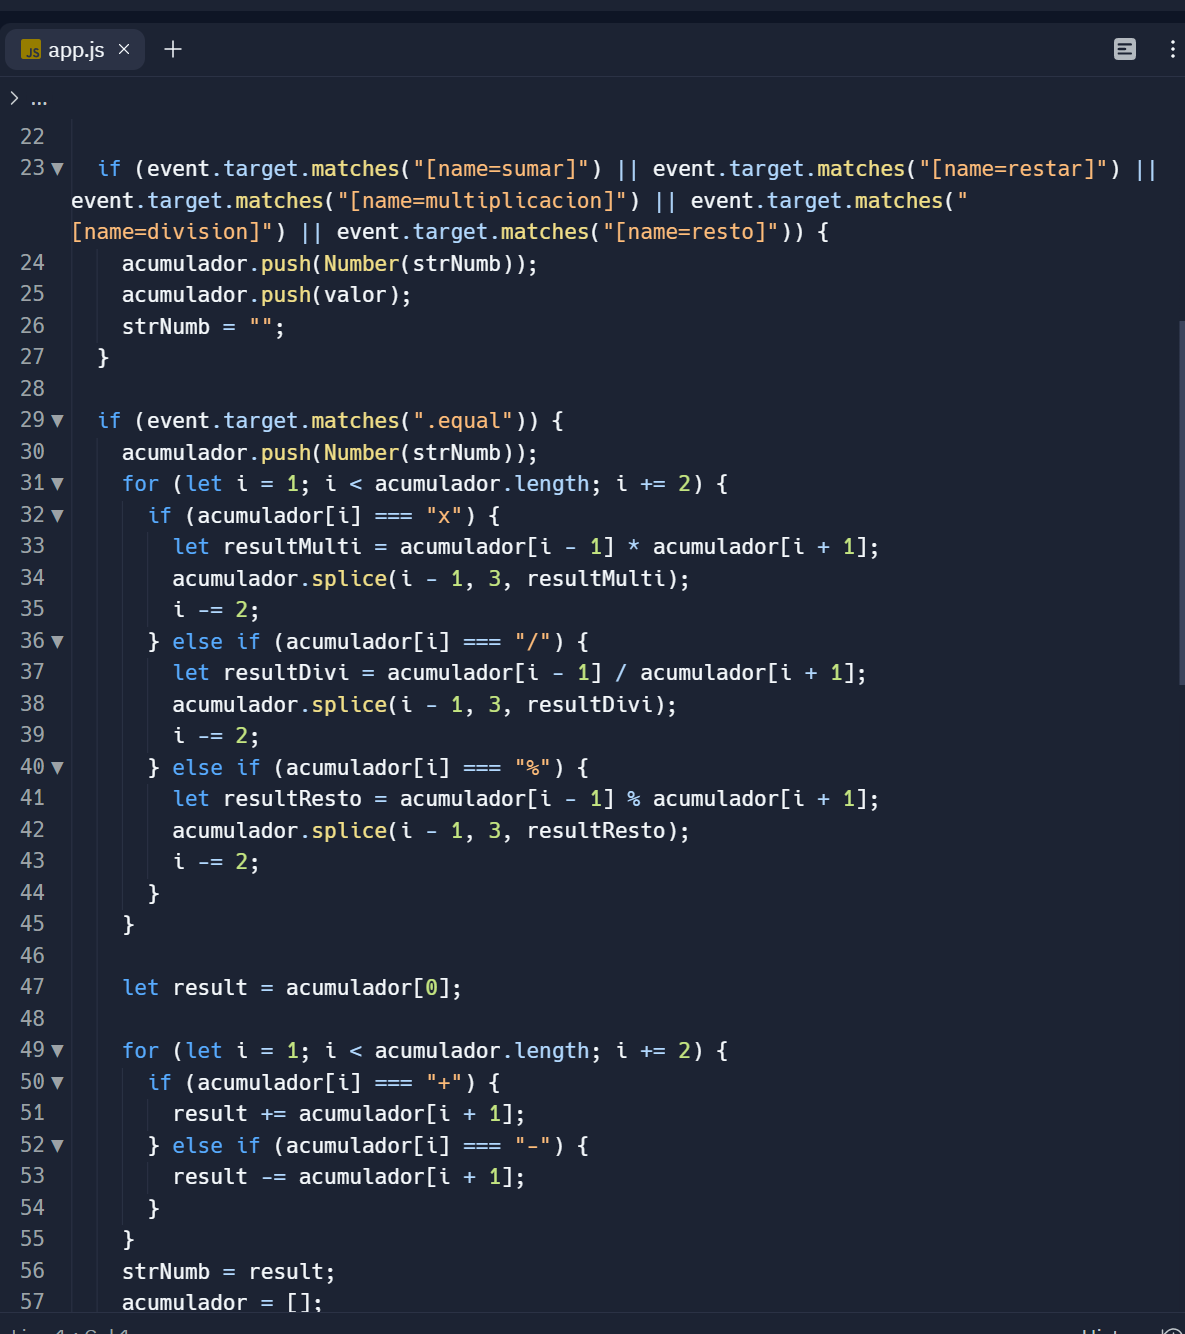 JS app.js × +
> ...
22
23 ▼ if (event.target.matches("[name=sumar]") || event.target.matches("[name=restar]") ||
event.target.matches("[name=multiplicacion]") || event.target.matches("
[name=division]") || event.target.matches("[name=resto]")) {
24 acumulador.push(Number(strNumb));
25 acumulador.push(valor);
26 strNumb = "";
27 }
28
29 ▼ if (event.target.matches(".equal")) {
30 acumulador.push(Number(strNumb));
31 ▼ for (let i = 1; i < acumulador.length; i += 2) {
32 ▼ if (acumulador[i] === "x") {
33 let resultMulti = acumulador[i - 1] * acumulador[i + 1];
34 acumulador.splice(i - 1, 3, resultMulti);
35 i -= 2;
36 ▼ } else if (acumulador[i] === "/") {
37 let resultDivi = acumulador[i - 1] / acumulador[i + 1];
38 acumulador.splice(i - 1, 3, resultDivi);
39 i -= 2;
40 ▼ } else if (acumulador[i] === "%") {
41 let resultResto = acumulador[i - 1] % acumulador[i + 1];
42 acumulador.splice(i - 1, 3, resultResto);
43 i -= 2;
44 }
45 }
46
47 let result = acumulador[0];
48
49 ▼ for (let i = 1; i < acumulador.length; i += 2) {
50 ▼ if (acumulador[i] === "+") {
51 result += acumulador[i + 1];
52 ▼ } else if (acumulador[i] === "-") {
53 result -= acumulador[i + 1];
54 }
55 }
56 strNumb = result;
57 acumulador = [];